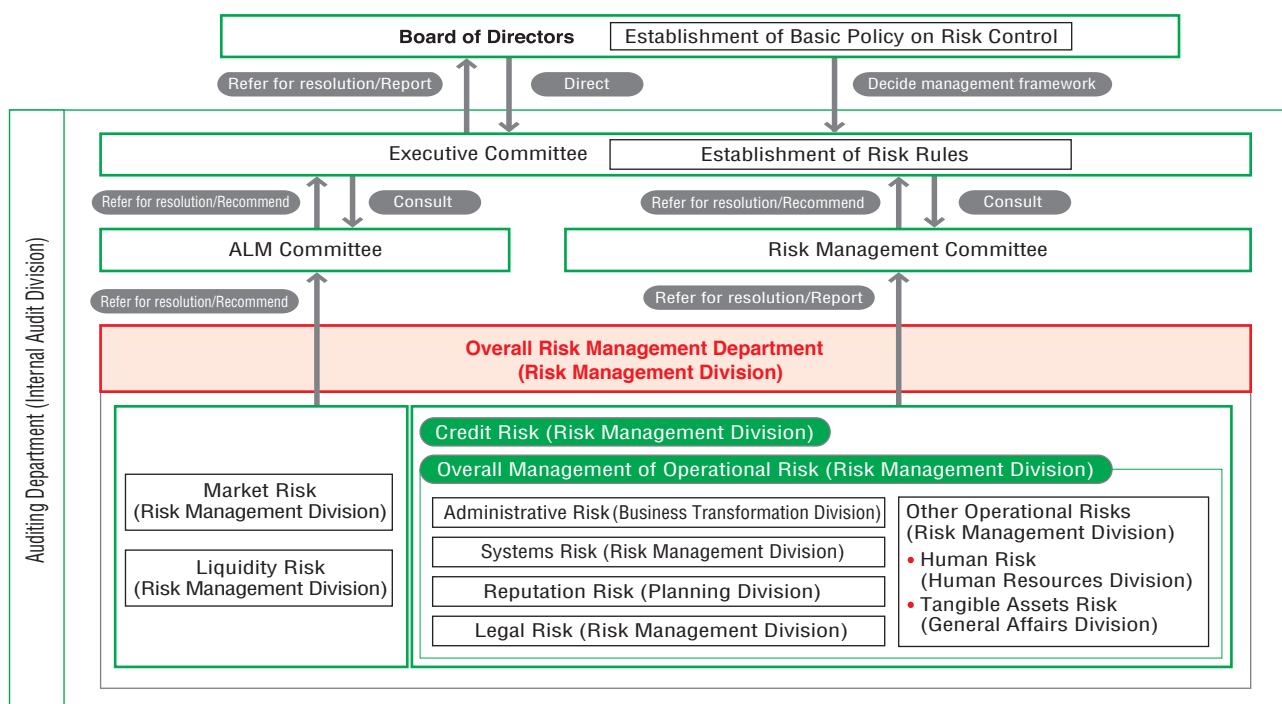 Board of Directors
Establishment of Basic Policy on Risk Control
Refer for resolution/Report
Direct
Decide management framework
Executive Committee
Establishment of Risk Rules
Refer for resolution/Recommend
Consult
Refer for resolution/Recommend
Consult
ALM Committee
Risk Management Committee
Refer for resolution/Recommend
Refer for resolution/Report
Overall Risk Management Department
(Risk Management Division)
Auditing Department (Internal Audit Division)
Market Risk
(Risk Management Division)
Liquidity Risk
(Risk Management Division)
Credit Risk (Risk Management Division)
Overall Management of Operational Risk (Risk Management Division)
Administrative Risk (Business Transformation Division)
Systems Risk (Risk Management Division)
Reputation Risk (Planning Division)
Legal Risk (Risk Management Division)
Other Operational Risks
(Risk Management Division)
• Human Risk
(Human Resources Division)
• Tangible Assets Risk
(General Affairs Division)